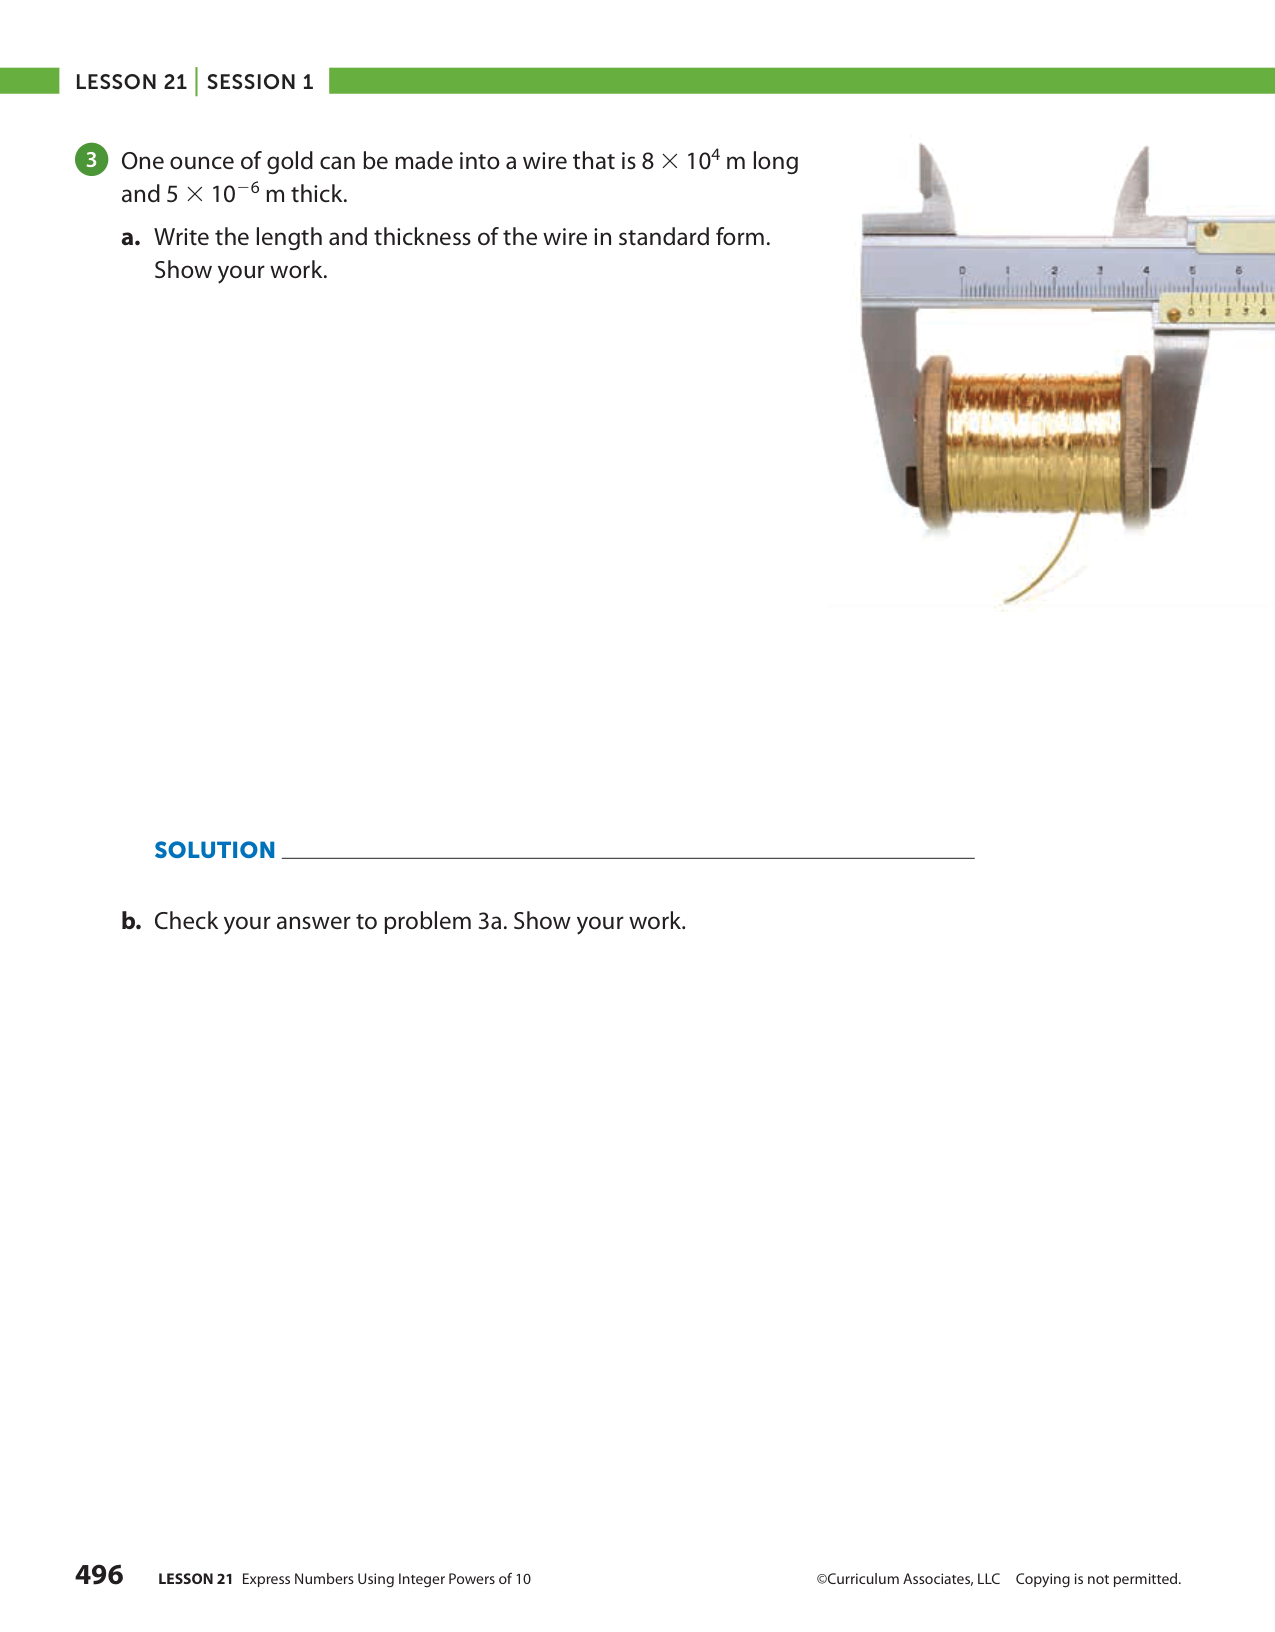 LESSON 21 | SESSION 1
3 One ounce of gold can be made into a wire that is 8 × 10⁴ m long
and 5 × 10⁻⁶ m thick.
a. Write the length and thickness of the wire in standard form.
Show your work.
0 1 2 3 4 5 6
0 1 2 3 4
SOLUTION
b. Check your answer to problem 3a. Show your work.
496 LESSON 21 Express Numbers Using Integer Powers of 10 ©Curriculum Associates, LLC Copying is not permitted.